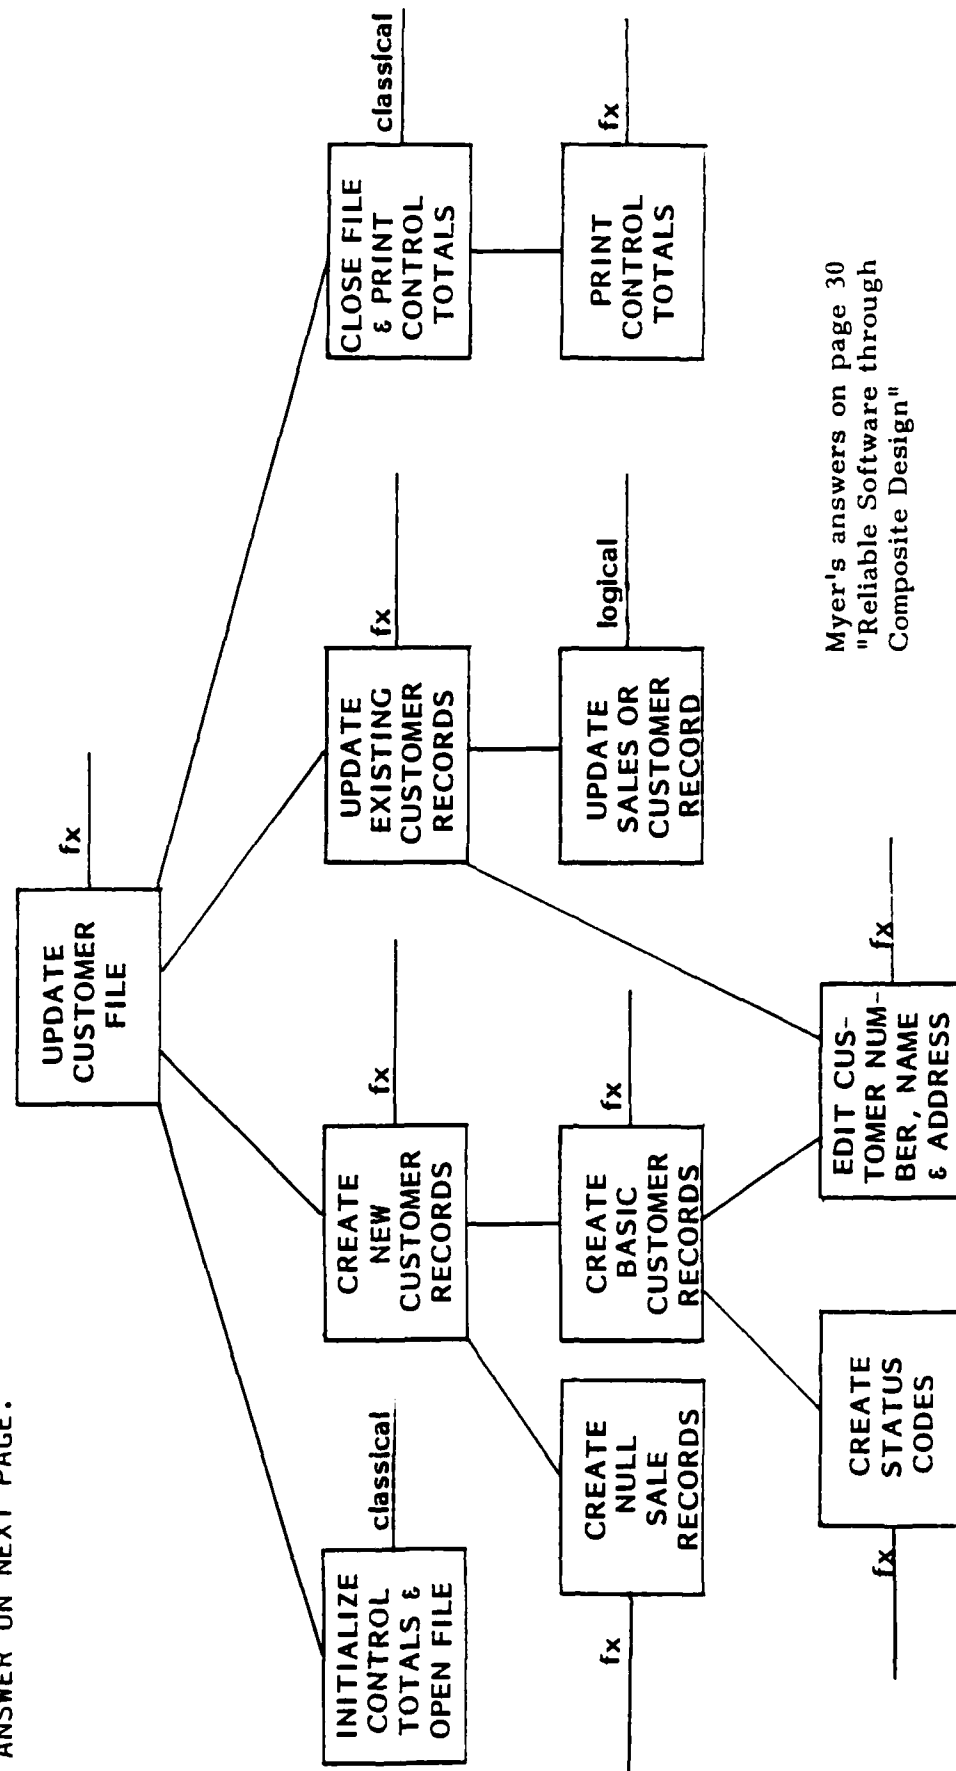 ANSWER ON NEXT PAGE.
UPDATE
CUSTOMER
FILE
fx
INITIALIZE
CONTROL
TOTALS &
OPEN FILE
classical
CREATE
NEW
CUSTOMER
RECORDS
fx
UPDATE
EXISTING
CUSTOMER
RECORDS
fx
CLOSE FILE
& PRINT
CONTROL
TOTALS
classical
fx
CREATE
NULL
SALE
RECORDS
CREATE
BASIC
CUSTOMER
RECORDS
fx
UPDATE
SALES OR
CUSTOMER
RECORD
logical
PRINT
CONTROL
TOTALS
fx
fx
CREATE
STATUS
CODES
EDIT CUS-
TOMER NUM-
BER, NAME
& ADDRESS
fx
Myer's answers on page 30
"Reliable Software through
Composite Design"